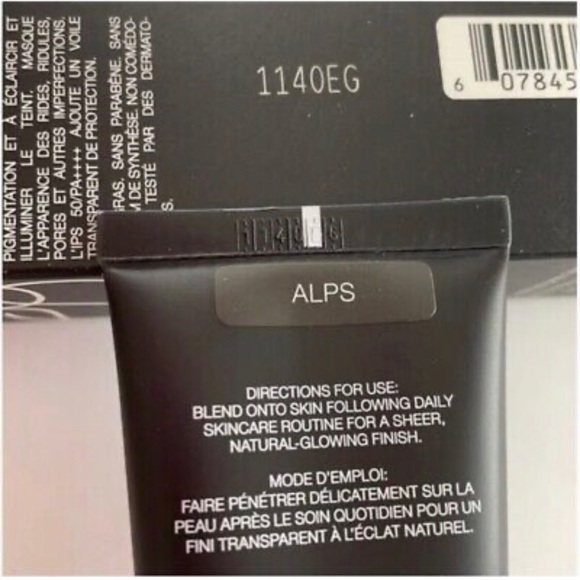 PIGMENTATION ET À ÉCLAIRCIR ET
ILLUMINER LE TEINT. MASQUE
L'APPARENCE DES RIDES, RIDULES,
PORES ET AUTRES IMPERFECTIONS.
L'IPS 50/PA++++ AJOUTE UN VOILE
TRANSPARENT DE PROTECTION.
GRAS. SANS PARABÈNE. SANS
DE SYNTHÈSE. NON COMÉDO-
TESTÉ PAR DES DERMATO-
1140EG
6 07845
ALPS
DIRECTIONS FOR USE:
BLEND ONTO SKIN FOLLOWING DAILY
SKINCARE ROUTINE FOR A SHEER,
NATURAL-GLOWING FINISH.
MODE D'EMPLOI:
FAIRE PÉNÉTRER DÉLICATEMENT SUR LA
PEAU APRÈS LE SOIN QUOTIDIEN POUR UN
FINI TRANSPARENT À L'ÉCLAT NATUREL.